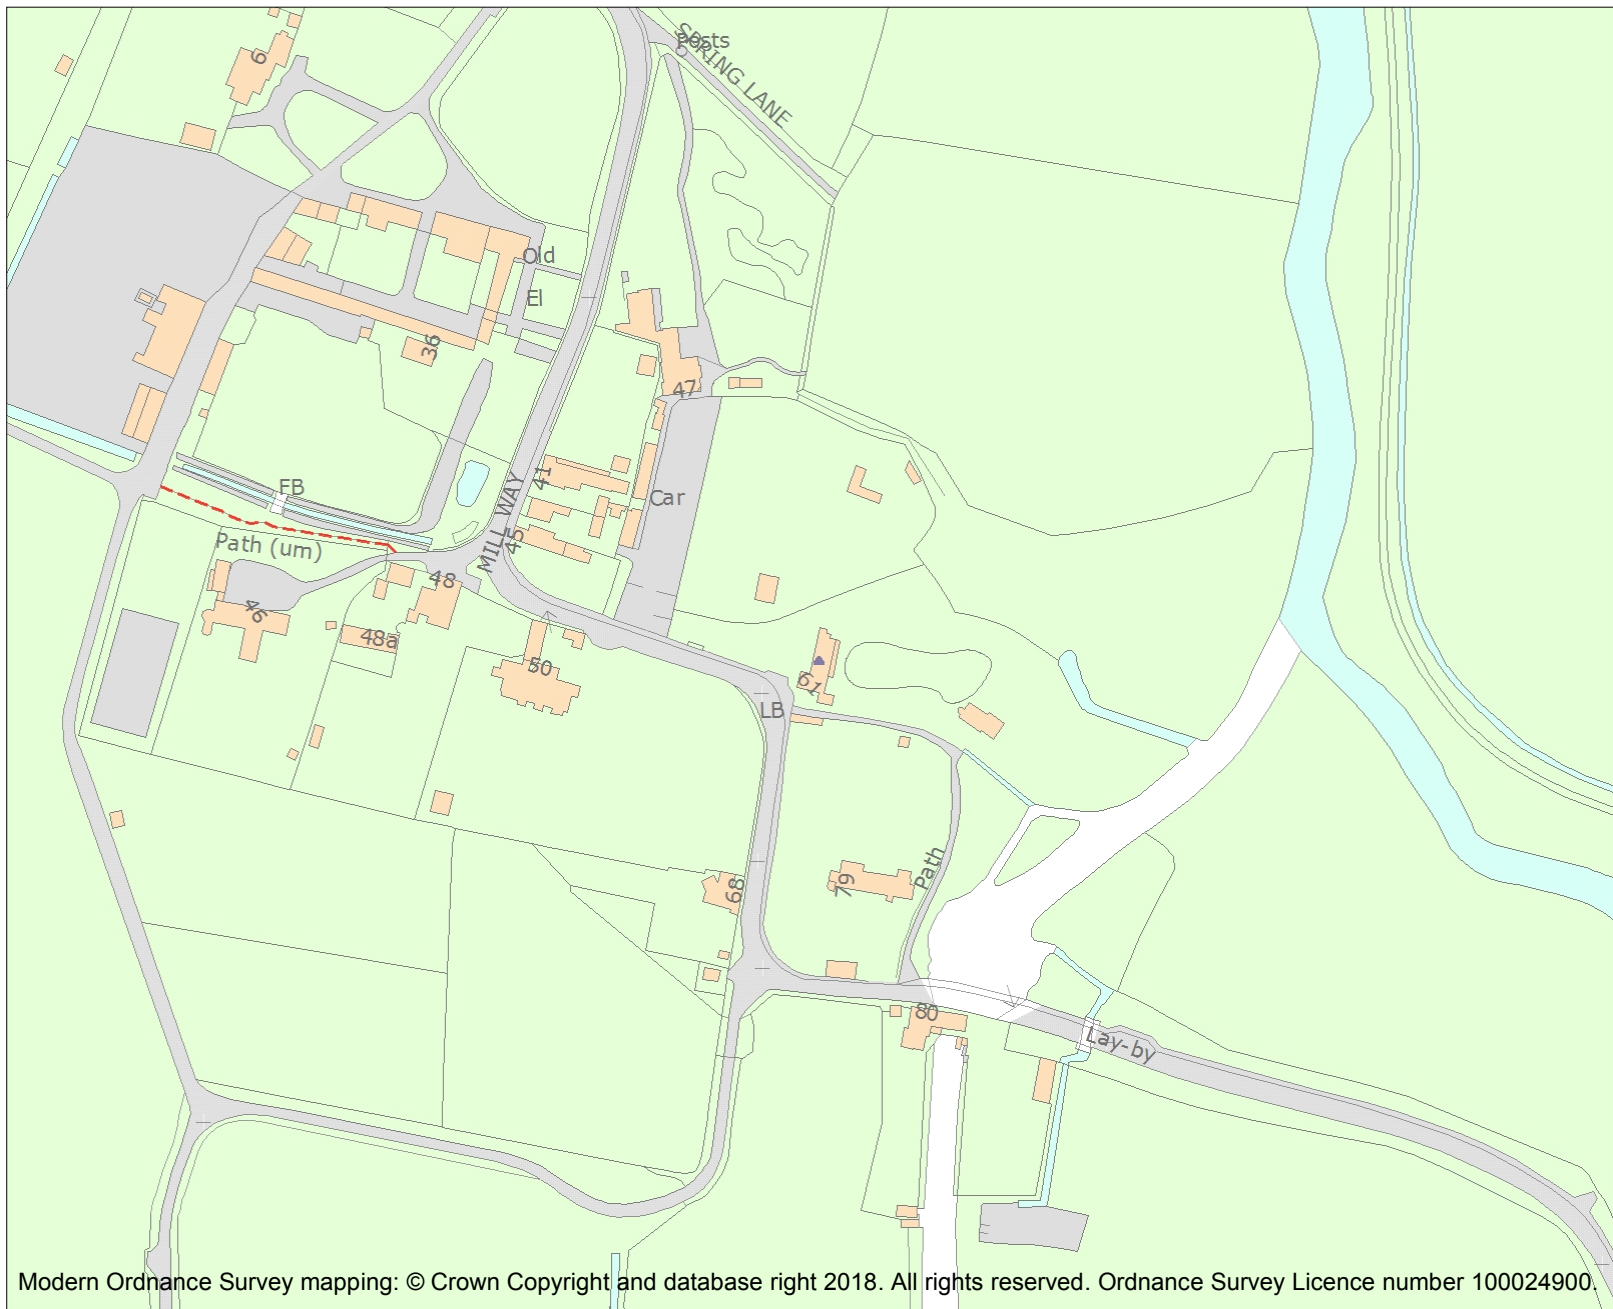 Posts
SPRING LANE
6
Old
El
36
47
41
Car
MILL WAY
45
FB
Path (um)
48
46
48a
50
61
LB
68
79
Path
80
Lay-by
Modern Ordnance Survey mapping: © Crown Copyright and database right 2018. All rights reserved. Ordnance Survey Licence number 100024900.